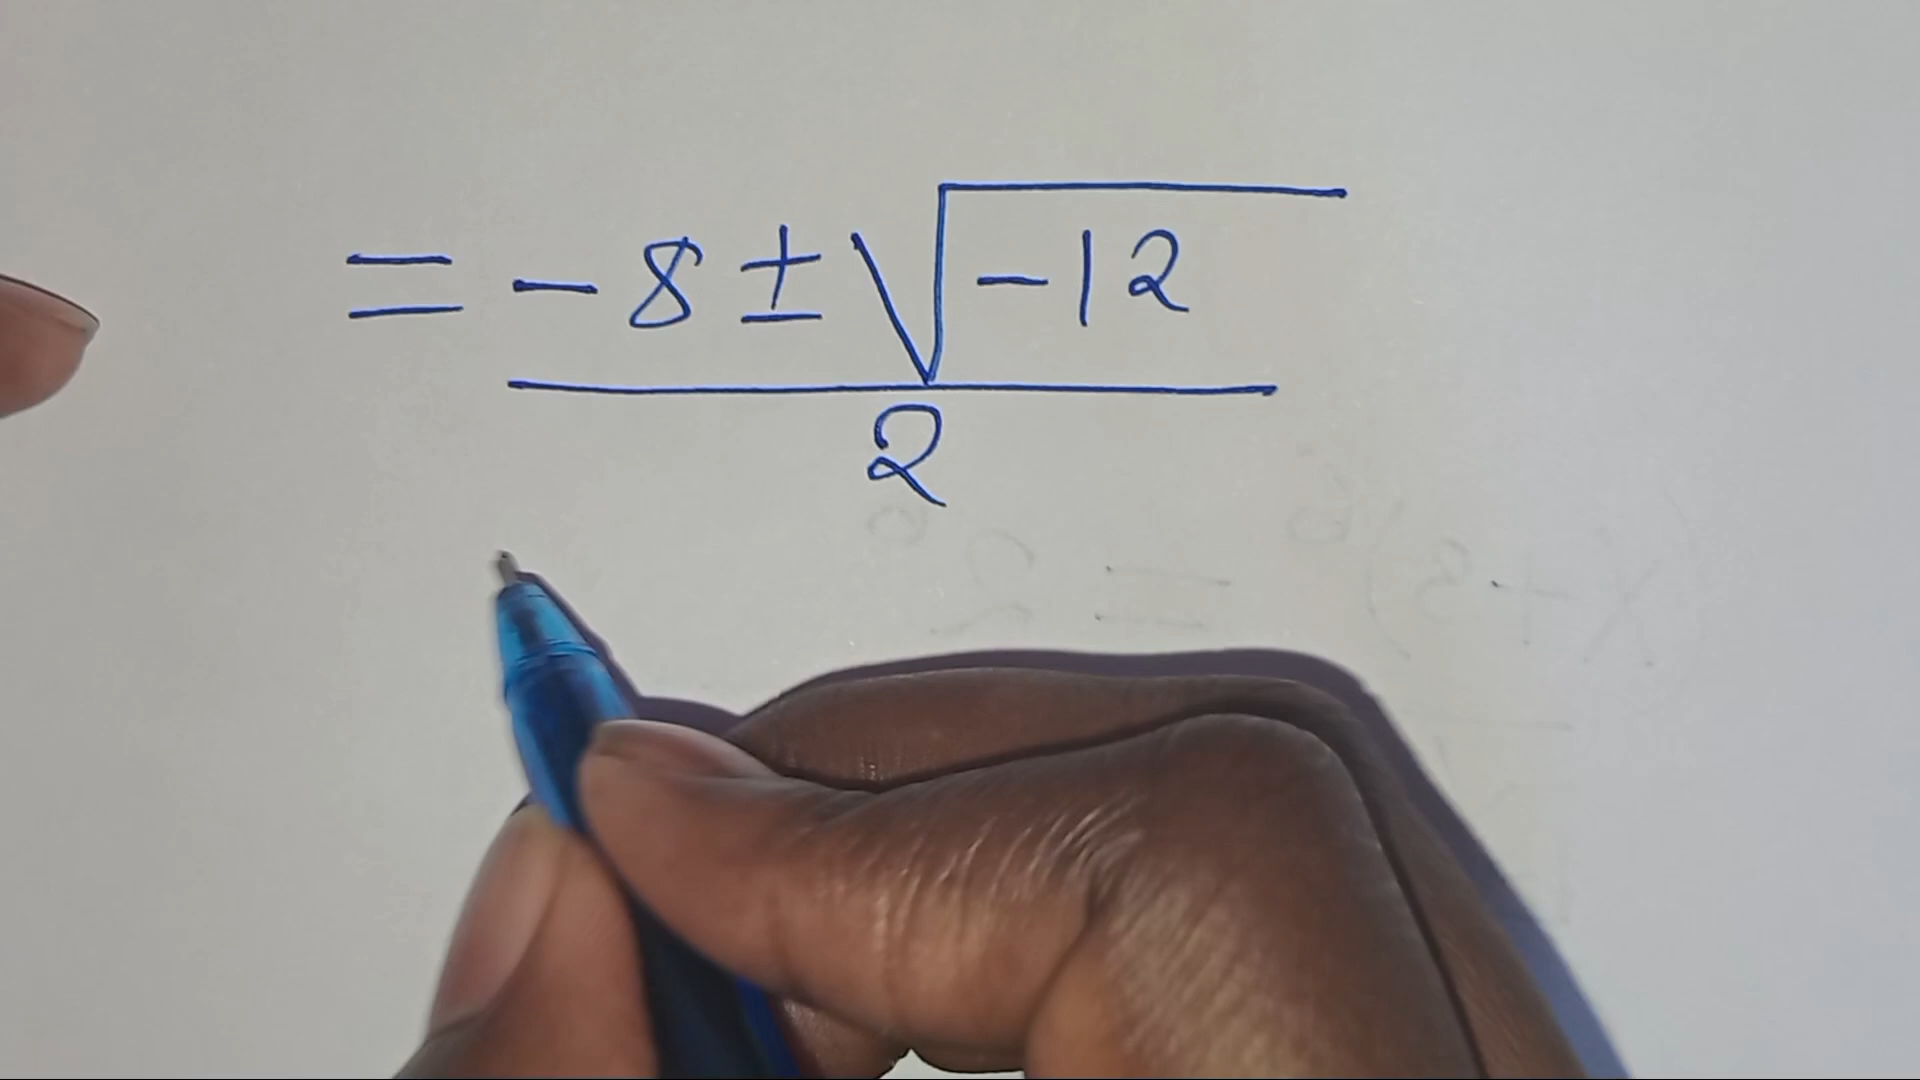 = -8 ± √-12
2